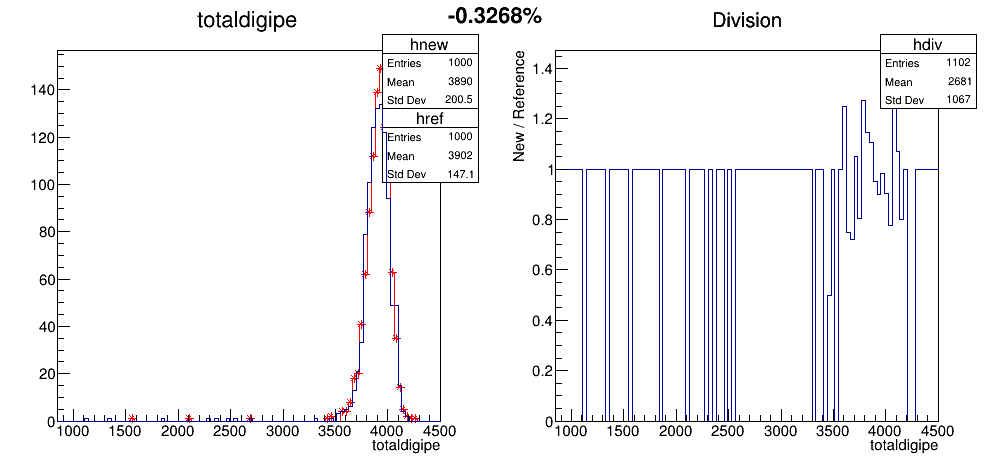 -0.3268%
totaldigipe
hnew
Entries 1000
Mean 3890
Std Dev 200.5
href
Entries 1000
Mean 3902
Std Dev 147.1
140
120
100
80
60
40
20
0
1000 1500 2000 2500 3000 3500 4000 4500
totaldigipe
Division
hdiv
Entries 1102
Mean 2681
Std Dev 1067
New / Reference
1.4
1.2
1
0.8
0.6
0.4
0.2
0
1000 1500 2000 2500 3000 3500 4000 4500
totaldigipe